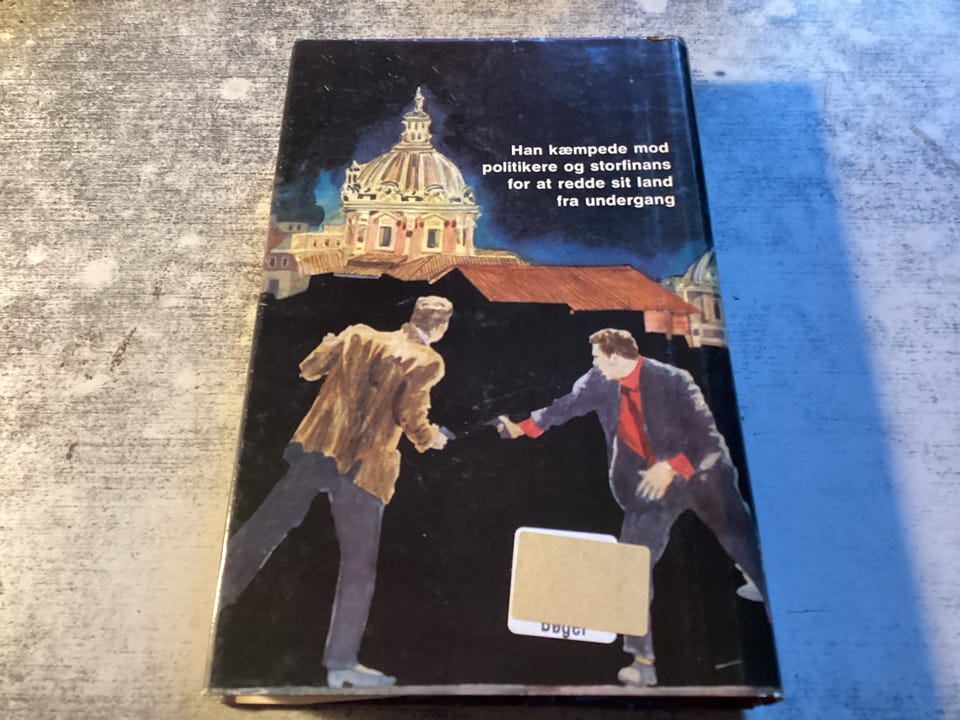 Han kæmpede mod
politikere og storfinans
for at redde sit land
fra undergang